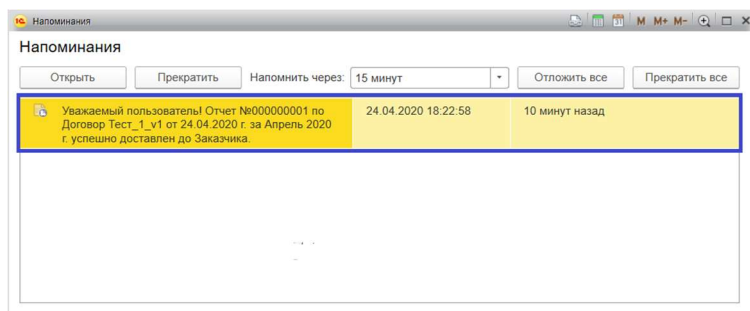 1С Напоминания
M M+ M-
Напоминания
Открыть Прекратить Напомнить через: 15 минут Отложить все Прекратить все
Уважаемый пользователь! Отчет №000000001 по 24.04.2020 18:22:58 10 минут назад
Договор Тест_1_v1 от 24.04.2020 г. за Апрель 2020
г. успешно доставлен до Заказчика.